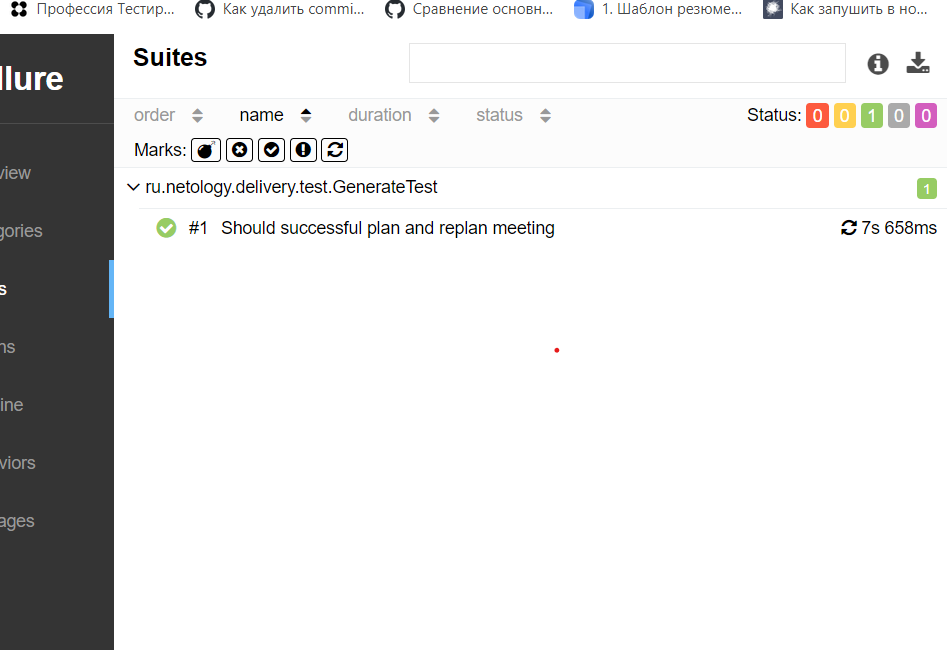 Профессия Тестир... Как удалить commi... Сравнение основн... 1. Шаблон резюме... Как запушить в но...
llure
Suites
order name duration status Status: 0 0 1 0 0
Marks:
view
gories
s
ns
ine
viors
ages
ru.netology.delivery.test.GenerateTest 1
#1 Should successful plan and replan meeting 7s 658ms